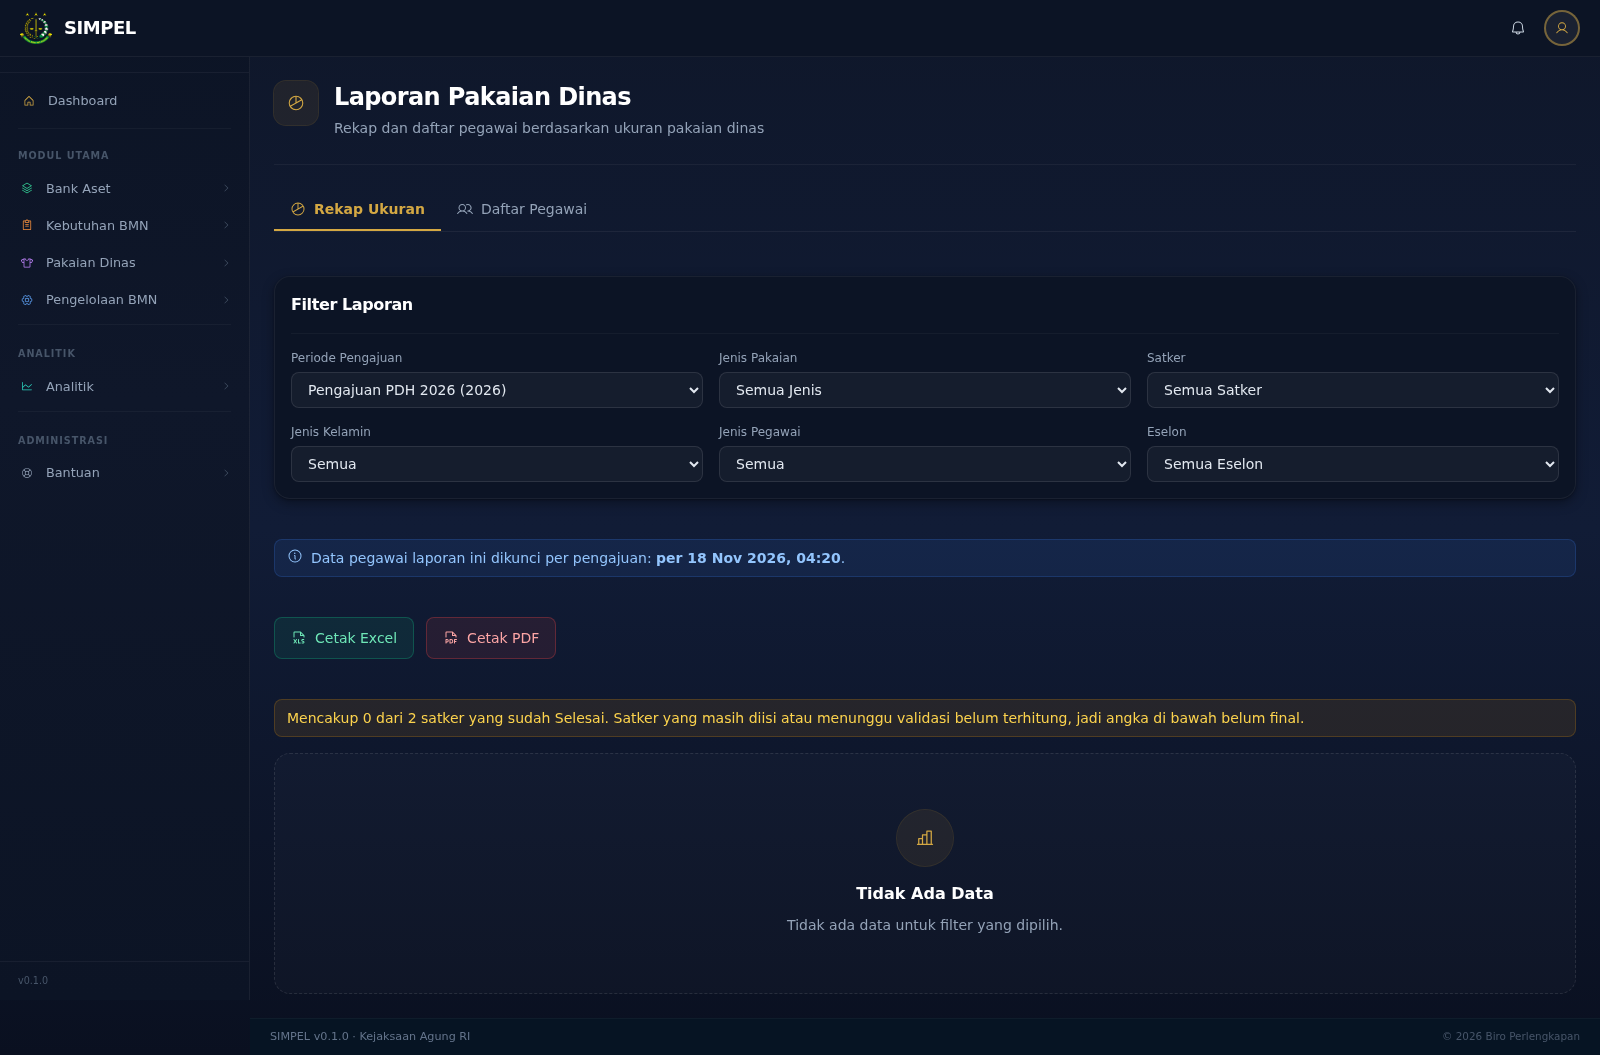 SIMPEL
Dashboard
MODUL UTAMA
Bank Aset
Kebutuhan BMN
Pakaian Dinas
Pengelolaan BMN
ANALITIK
Analitik
ADMINISTRASI
Bantuan
v0.1.0
Laporan Pakaian Dinas
Rekap dan daftar pegawai berdasarkan ukuran pakaian dinas
Rekap Ukuran
Daftar Pegawai
Filter Laporan
Periode Pengajuan
Jenis Pakaian
Satker
Pengajuan PDH 2026 (2026)
Semua Jenis
Semua Satker
Jenis Kelamin
Jenis Pegawai
Eselon
Semua
Semua
Semua Eselon
Data pegawai laporan ini dikunci per pengajuan: per 18 Nov 2026, 04:20.
XLS Cetak Excel
PDF Cetak PDF
Mencakup 0 dari 2 satker yang sudah Selesai. Satker yang masih diisi atau menunggu validasi belum terhitung, jadi angka di bawah belum final.
Tidak Ada Data
Tidak ada data untuk filter yang dipilih.
SIMPEL v0.1.0 · Kejaksaan Agung RI
© 2026 Biro Perlengkapan